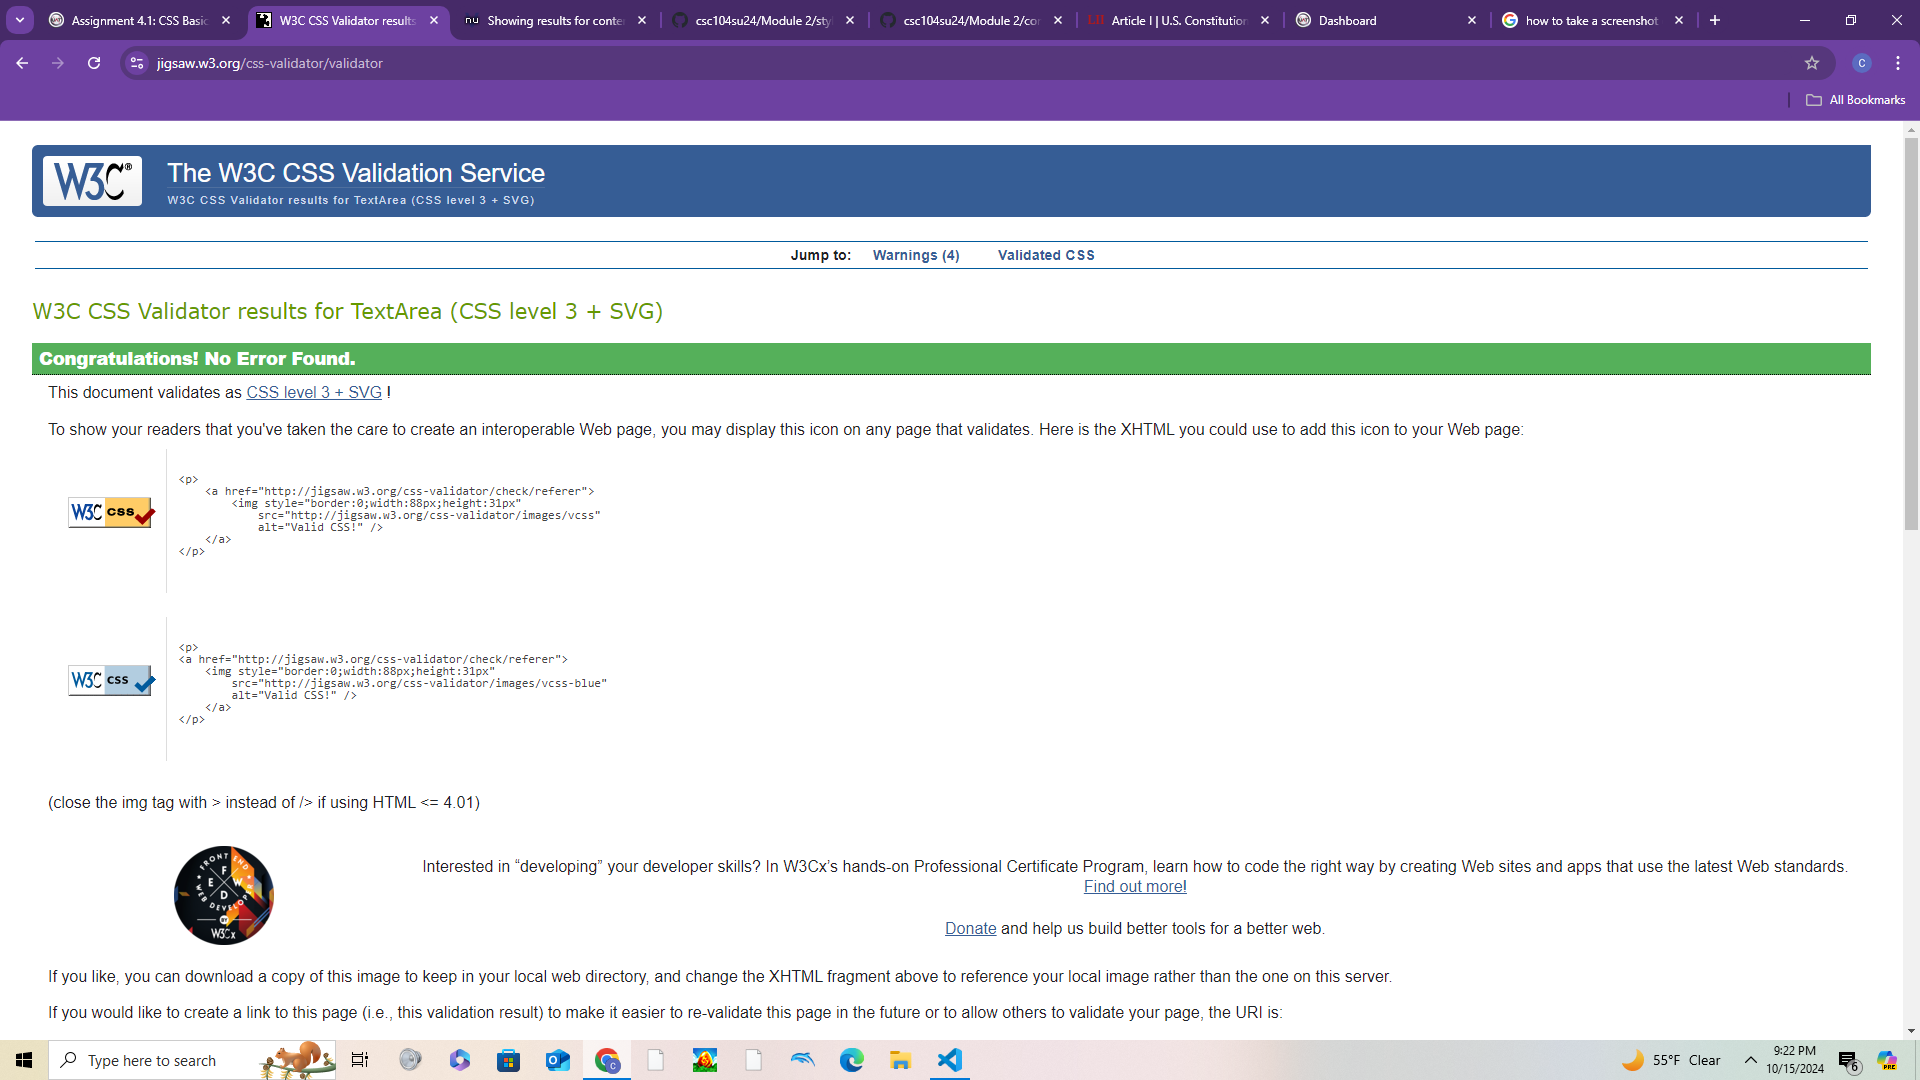 Assignment 4.1: CSS Basic
W3C CSS Validator results
nu Showing results for conte
csc104su24/Module 2/sty
csc104su24/Module 2/cor
LII Article I | U.S. Constitution
Dashboard
how to take a screenshot
jigsaw.w3.org/css-validator/validator
C
All Bookmarks
W3C®
The W3C CSS Validation Service
W3C CSS Validator results for TextArea (CSS level 3 + SVG)
Jump to: Warnings (4) Validated CSS
W3C CSS Validator results for TextArea (CSS level 3 + SVG)
Congratulations! No Error Found.
This document validates as CSS level 3 + SVG !
To show your readers that you've taken the care to create an interoperable Web page, you may display this icon on any page that validates. Here is the XHTML you could use to add this icon to your Web page:
W3C css
<p>
<a href="http://jigsaw.w3.org/css-validator/check/referer">
<img style="border:0;width:88px;height:31px"
src="http://jigsaw.w3.org/css-validator/images/vcss"
alt="Valid CSS!" />
</a>
</p>
W3C css
<p>
<a href="http://jigsaw.w3.org/css-validator/check/referer">
<img style="border:0;width:88px;height:31px"
src="http://jigsaw.w3.org/css-validator/images/vcss-blue"
alt="Valid CSS!" />
</a>
</p>
(close the img tag with > instead of /> if using HTML <= 4.01)
FRONT END
F
E W
D
WEB DEVELOPER
W3Cx
Interested in “developing” your developer skills? In W3Cx’s hands-on Professional Certificate Program, learn how to code the right way by creating Web sites and apps that use the latest Web standards.
Find out more!
Donate and help us build better tools for a better web.
If you like, you can download a copy of this image to keep in your local web directory, and change the XHTML fragment above to reference your local image rather than the one on this server.
If you would like to create a link to this page (i.e., this validation result) to make it easier to re-validate this page in the future or to allow others to validate your page, the URI is:
Type here to search
55°F Clear
9:22 PM
10/15/2024
6
PRE